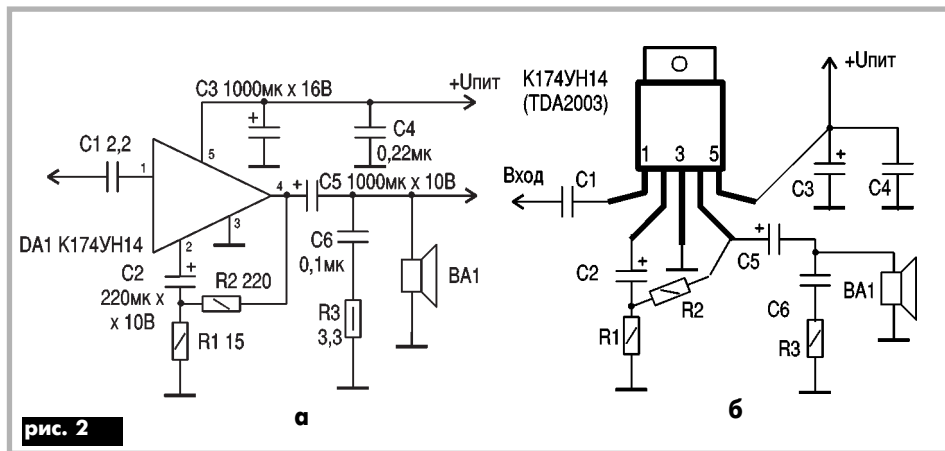 C3 1000мк x 16В
+Uпит
C1 2,2
1
5
+
C4
0,22мк
4
+
C5 1000мк x 10В
3
DA1 К174УН14
2
C2
220мк x
x 10В
+
R2 220
R1 15
C6
0,1мк
R3
3,3
BA1
а
К174УН14
(TDA2003)
1 3 5
+Uпит
Вход
C1
+
C3
C4
C2
+
R1
R2
+
C5
C6
R3
BA1
б
рис. 2